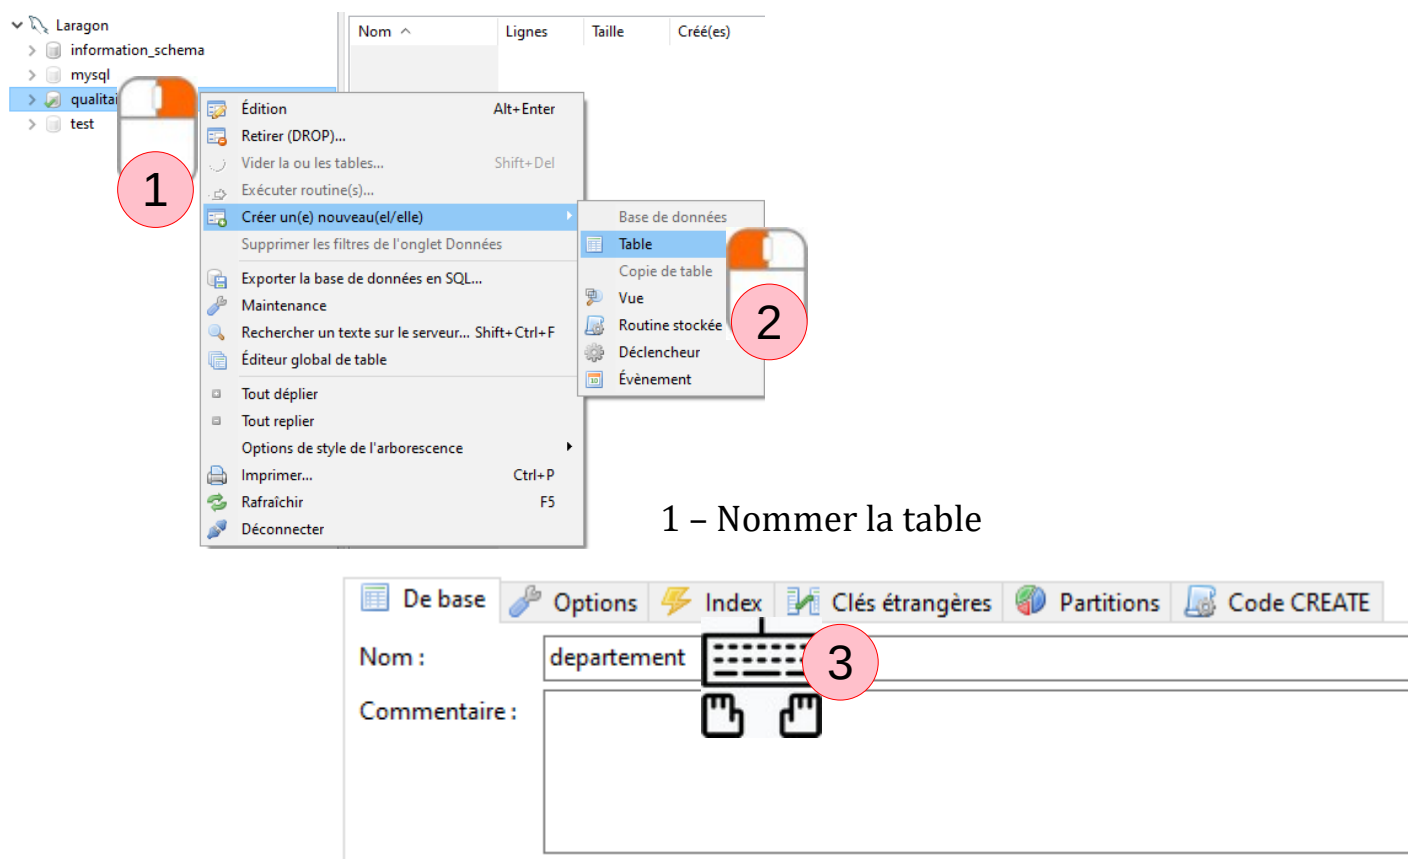 Laragon
information_schema
mysql
qualitai
test
Nom
Lignes
Taille
Créé(es)
1
Édition Alt+Enter
Retirer (DROP)...
Vider la ou les tables... Shift+Del
Exécuter routine(s)...
Créer un(e) nouveau(el/elle)
Supprimer les filtres de l'onglet Données
Exporter la base de données en SQL...
Maintenance
Rechercher un texte sur le serveur... Shift+Ctrl+F
Éditeur global de table
Tout déplier
Tout replier
Options de style de l'arborescence
Imprimer... Ctrl+P
Rafraîchir F5
Déconnecter
Base de données
Table
Copie de table
Vue
Routine stockée
Déclencheur
Évènement
2
1 – Nommer la table
De base
Options
Index
Clés étrangères
Partitions
Code CREATE
Nom :
departement
3
Commentaire :